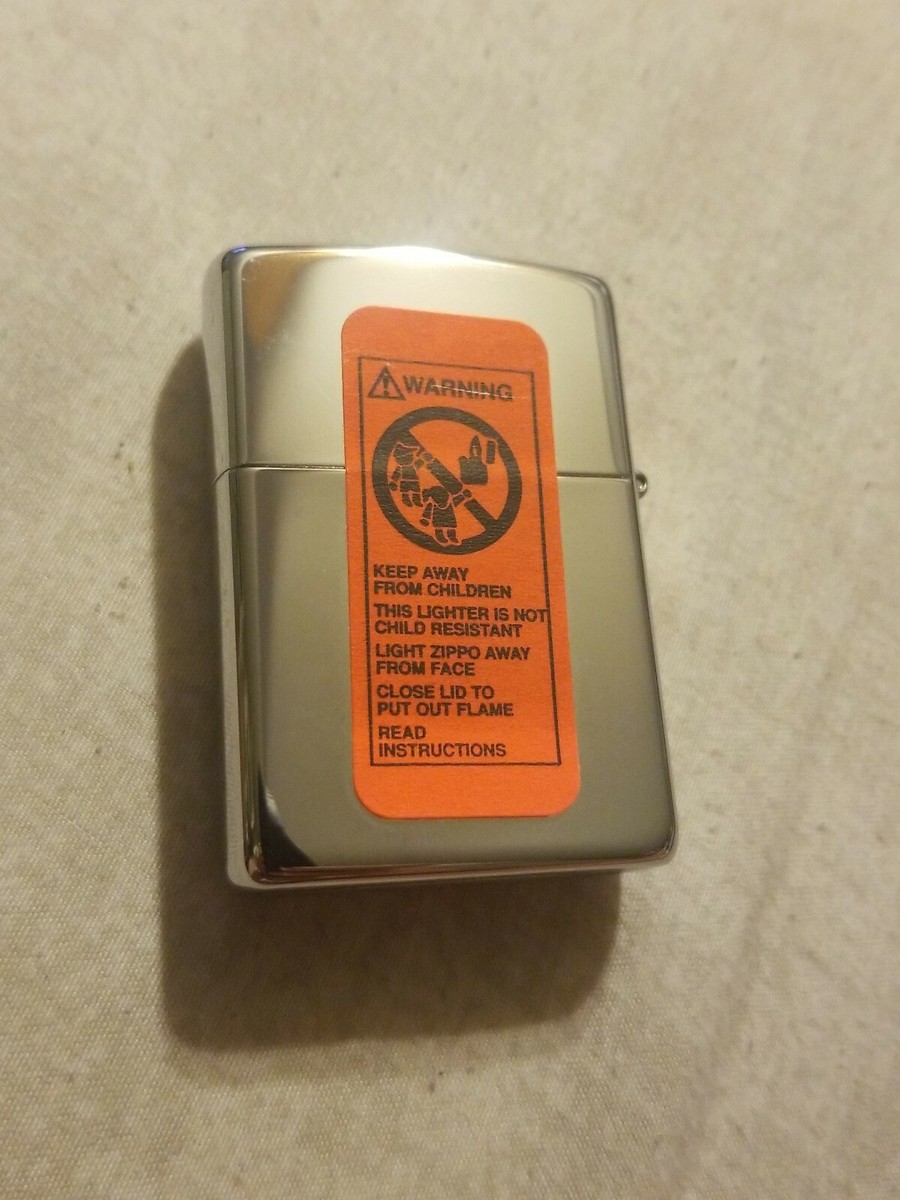 WARNING
KEEP AWAY
FROM CHILDREN
THIS LIGHTER IS NOT
CHILD RESISTANT
LIGHT ZIPPO AWAY
FROM FACE
CLOSE LID TO
PUT OUT FLAME
READ
INSTRUCTIONS